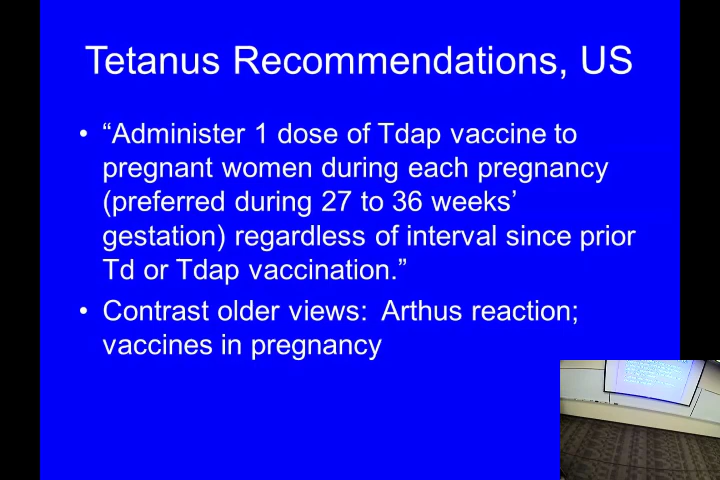 Tetanus Recommendations, US
• “Administer 1 dose of Tdap vaccine to
pregnant women during each pregnancy
(preferred during 27 to 36 weeks’
gestation) regardless of interval since prior
Td or Tdap vaccination.”
• Contrast older views:  Arthus reaction;
vaccines in pregnancy